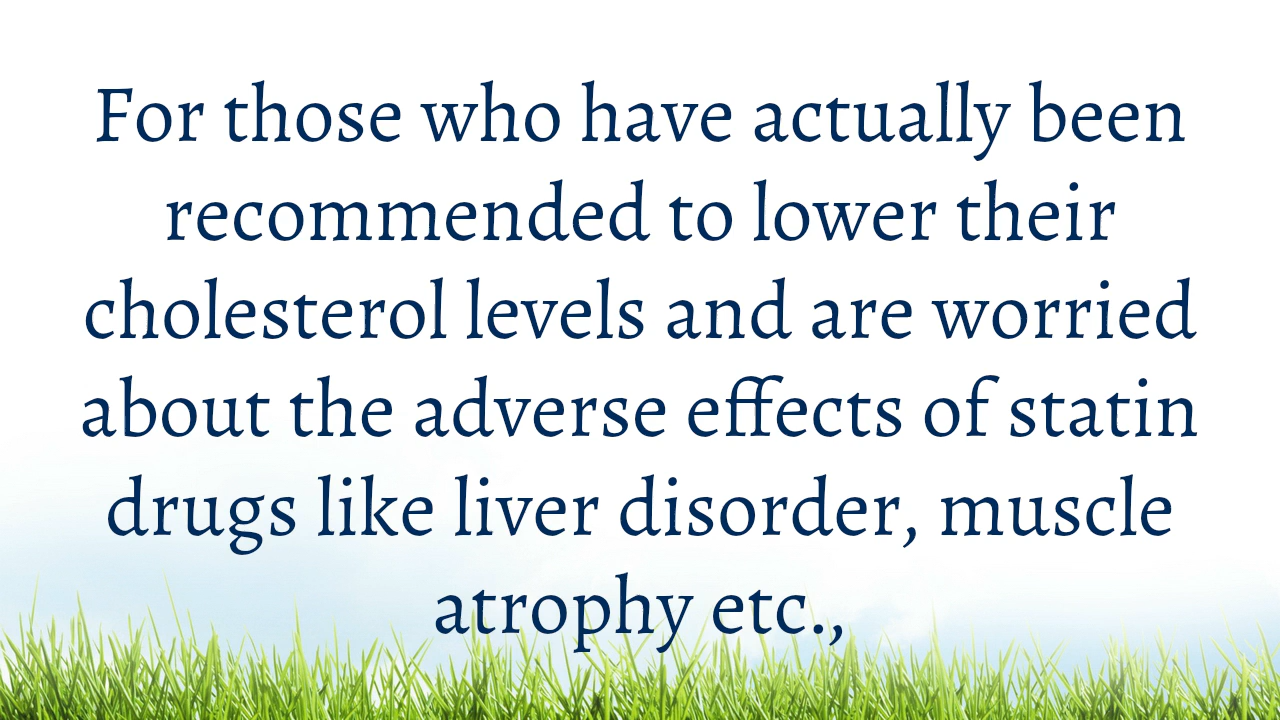 For those who have actually been
recommended to lower their
cholesterol levels and are worried
about the adverse effects of statin
drugs like liver disorder, muscle
atrophy etc.,